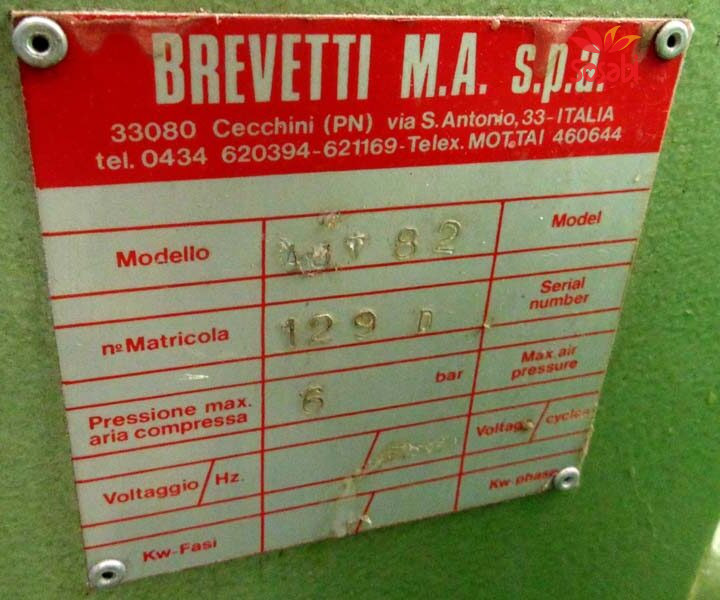 BREVETTI M.A. s.p.a.
33080 Cecchini (PN) via S. Antonio, 33-ITALIA
tel. 0434 620394-621169-Telex. MOT.TAI 460644
Modello 82 Model
nº Matricola 129 D Serial number
Pressione max. aria compressa 6 bar Max. air pressure
Voltaggio/Hz. / Voltage/cycles
Kw-Fasi / Kw-phase